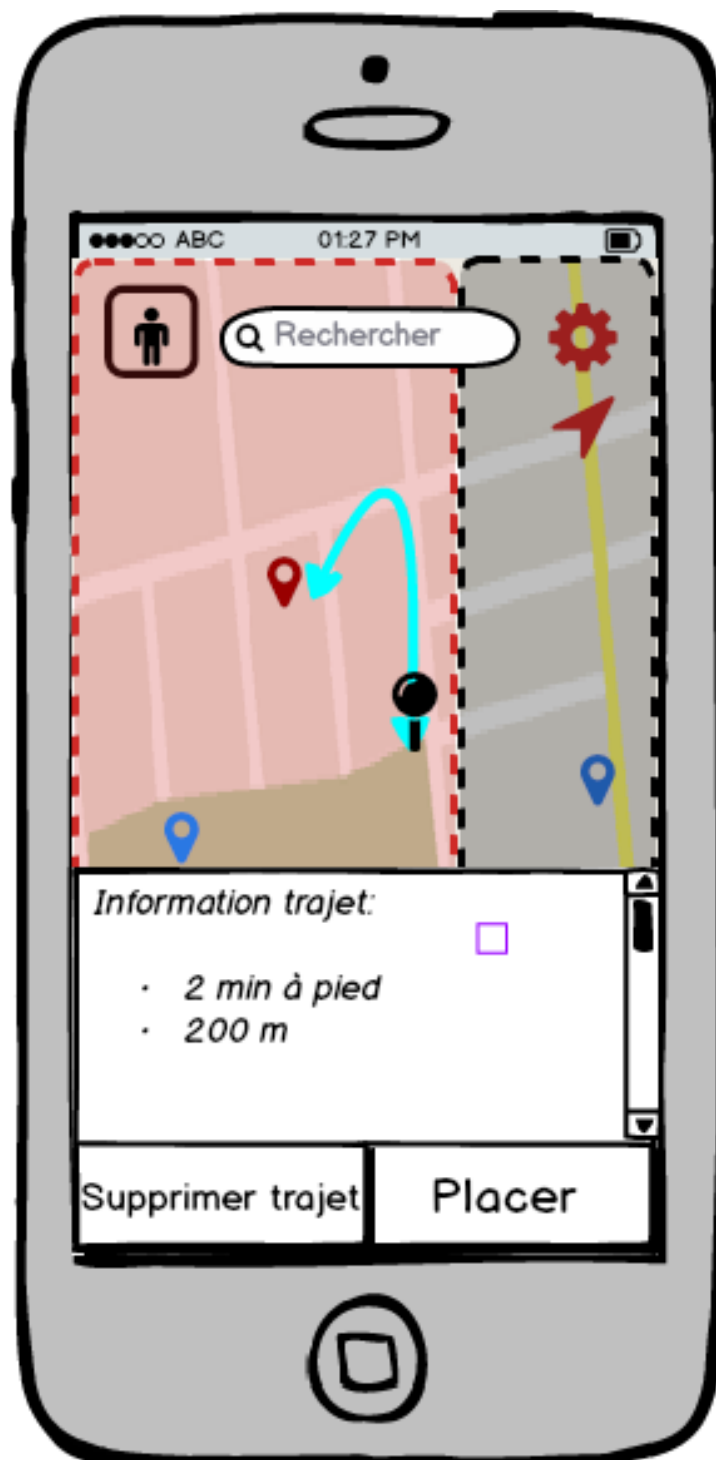 ABC 01:27 PM
Rechercher
Information trajet:
· 2 min à pied
· 200 m
Supprimer trajet Placer